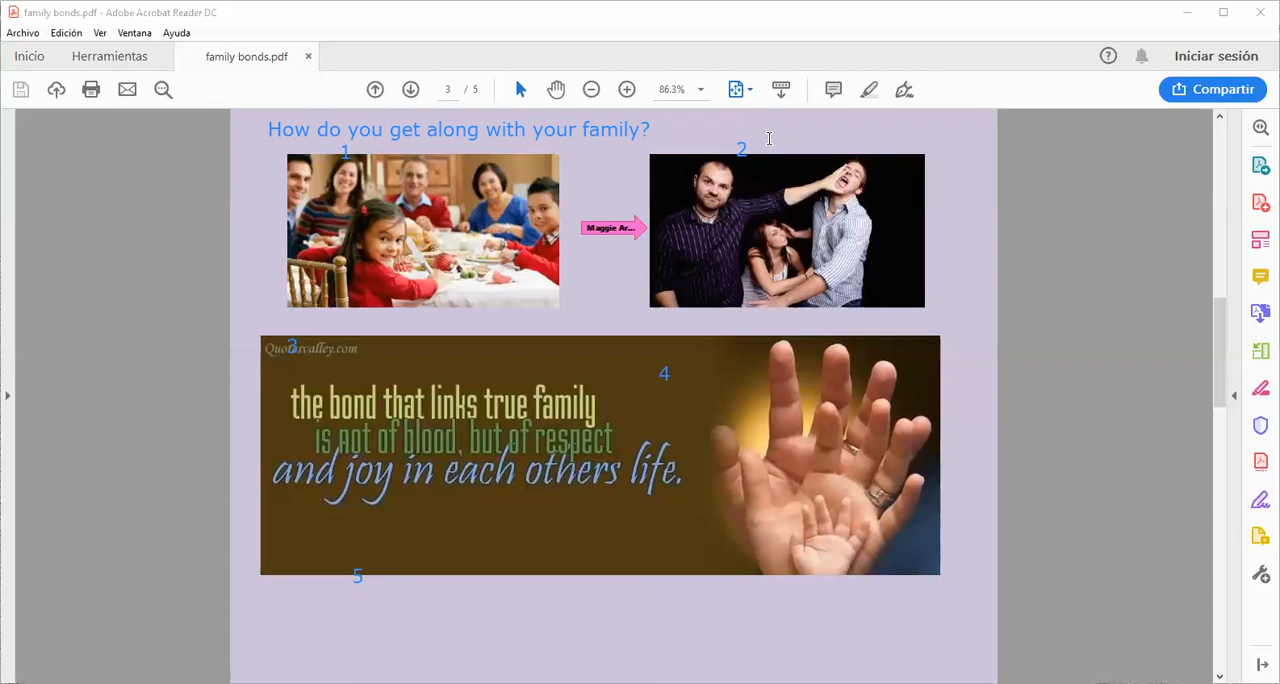 family bonds.pdf - Adobe Acrobat Reader DC
Archivo Edición Ver Ventana Ayuda
Inicio Herramientas family bonds.pdf × Iniciar sesión
3 / 5 86.3% Compartir
How do you get along with your family?
1 2
Maggie Ar...
3
Quotesvalley.com
4
the bond that links true family
is not of blood, but of respect
and joy in each others life.
5